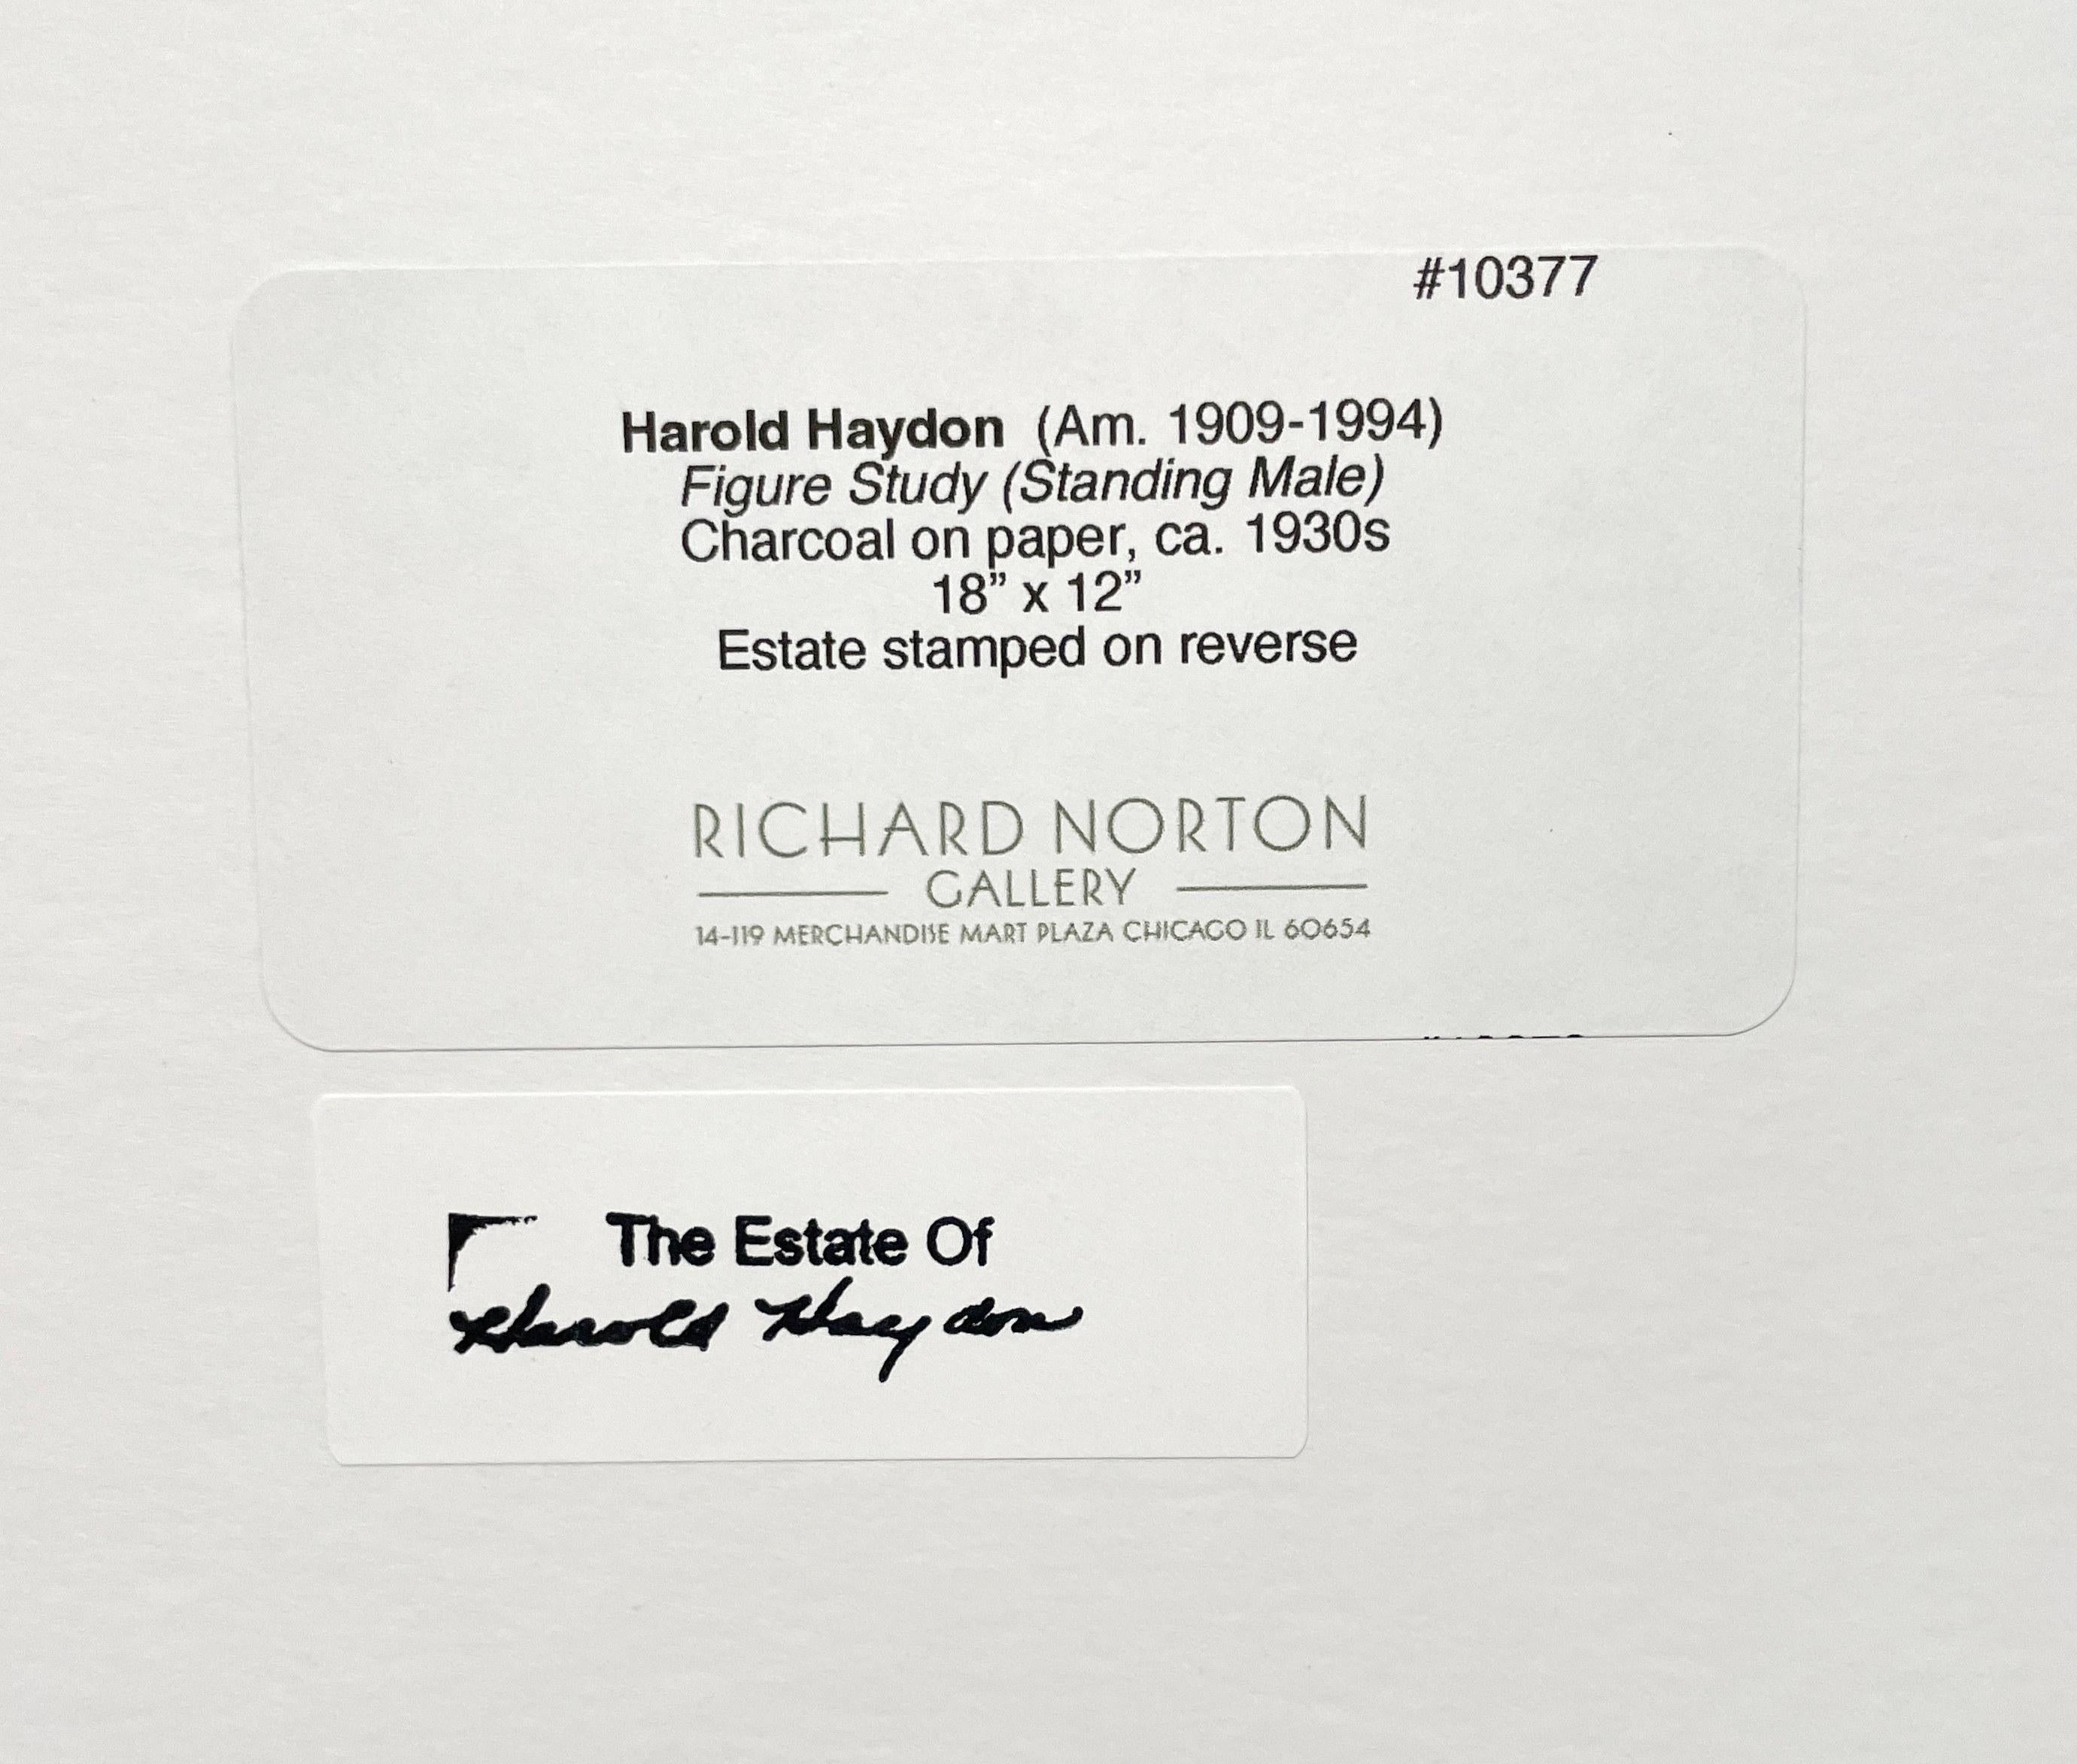 #10377
Harold Haydon (Am. 1909-1994)
Figure Study (Standing Male)
Charcoal on paper, ca. 1930s
18” x 12”
Estate stamped on reverse
RICHARD NORTON
GALLERY
14-119 MERCHANDISE MART PLAZA CHICAGO IL 60654
The Estate Of
Harold Haydon